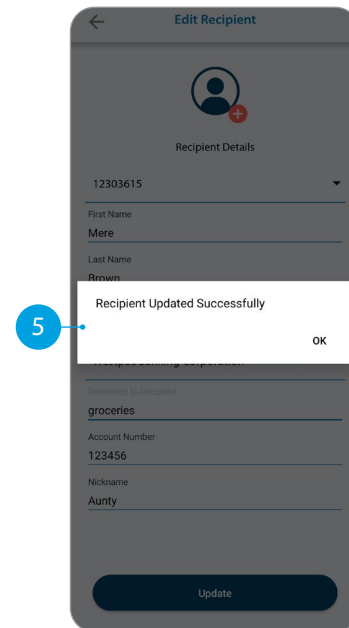 Edit Recipient
Recipient Details
12303615
First Name
Mere
Last Name
Brown
Recipient Updated Successfully
5
OK
Westpac Banking Corporation
Reference to Recipient
groceries
Account Number
123456
Nickname
Aunty
Update